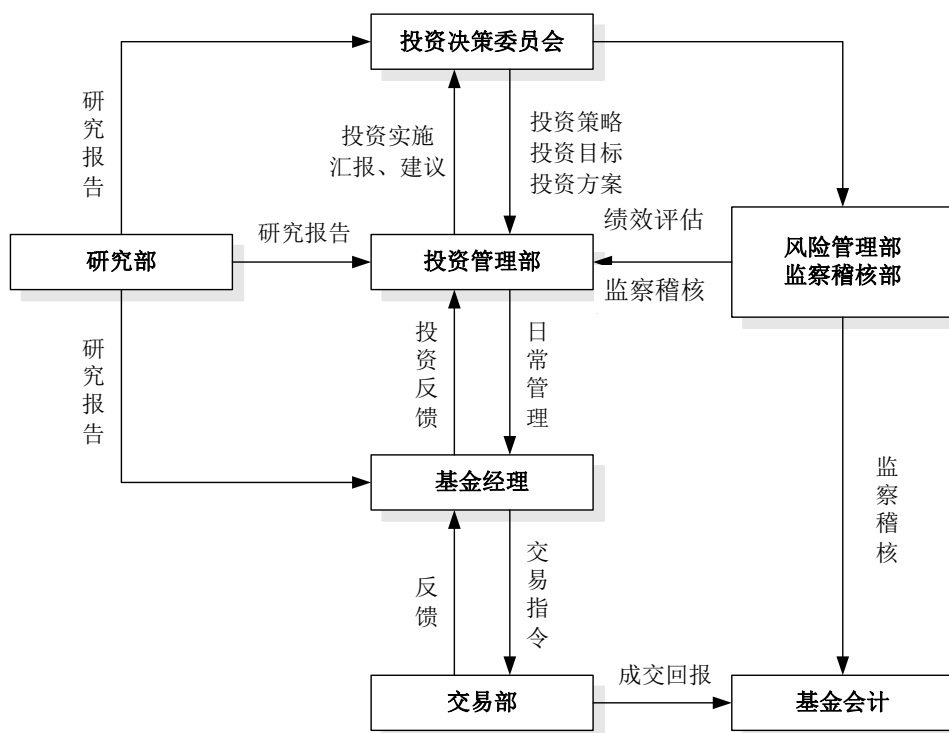 投资决策委员会
研究报告
投资实施
汇报、建议
投资策略
投资目标
投资方案
研究部
研究报告
投资管理部
绩效评估
监察稽核
风险管理部
监察稽核部
研究报告
投资反馈
日常管理
基金经理
监察稽核
反馈
交易指令
交易部
成交回报
基金会计